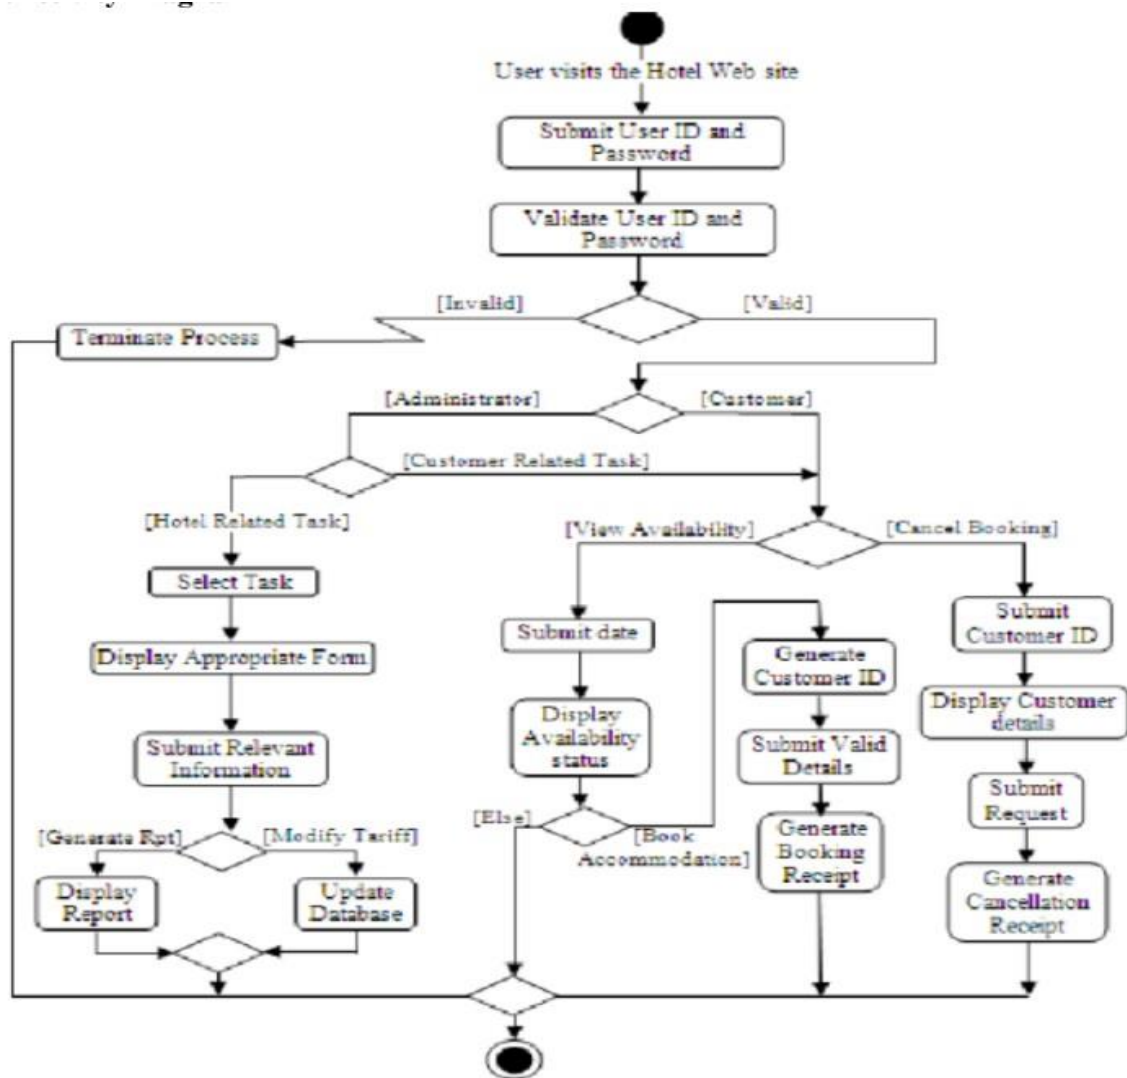 User visits the Hotel Web site
Submit User ID and
Password
Validate User ID and
Password
[Invalid]
[Valid]
Terminate Process
[Administrator]
[Customer]
[Customer Related Task]
[Hotel Related Task]
[View Availability]
[Cancel Booking]
Select Task
Submit date
Submit
Customer ID
Generate
Customer ID
Display Appropriate Form
Display Customer
details
Display
Availability
status
Submit Relevant
Information
Submit Valid
Details
Submit
Request
[Else]
[Book
Accommodation]
[Generate Rpt]
[Modify Tariff]
Generate
Booking
Receipt
Display
Report
Update
Database
Generate
Cancellation
Receipt